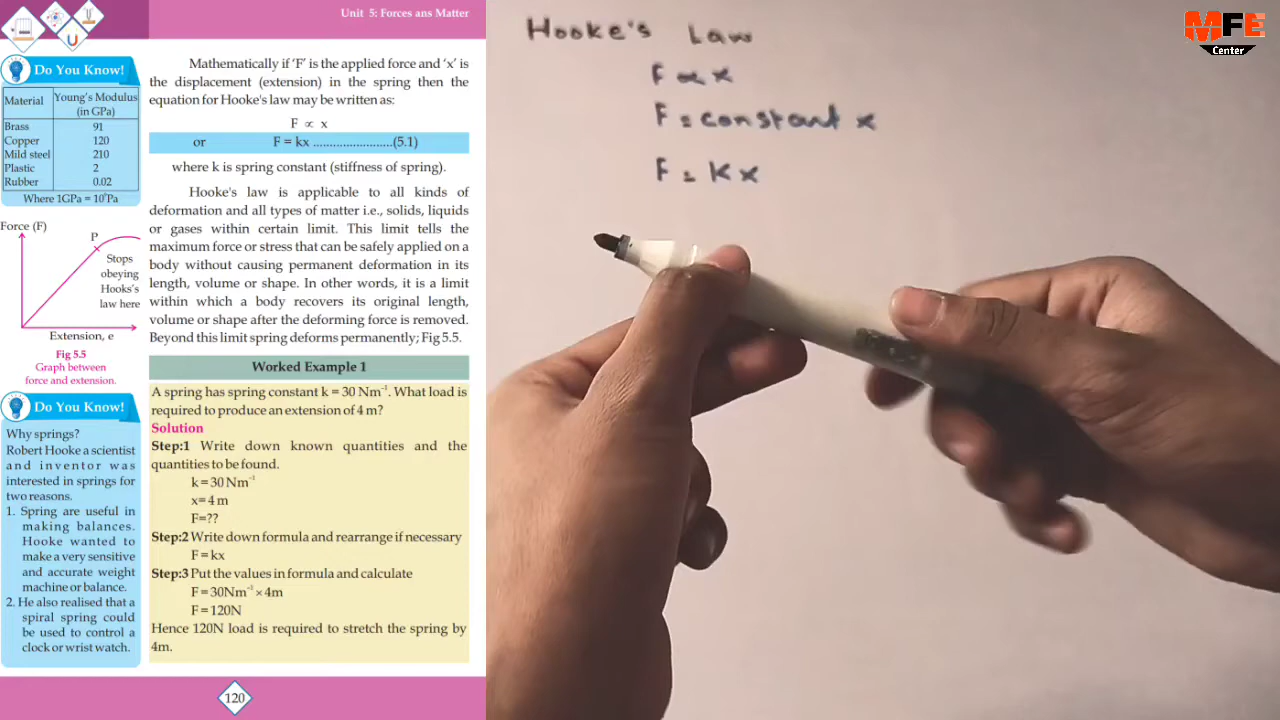 Unit 5: Forces ans Matter
Do You Know!
Material Young's Modulus (in GPa)
Brass 91
Copper 120
Mild steel 210
Plastic 2
Rubber 0.02
Where 1GPa = 10⁹Pa
Force (F)
P
Stops
obeying
Hooks's
law here
Extension, e
Fig 5.5
Graph between
force and extension.
Do You Know!
Why springs?
Robert Hooke a scientist
and inventor was
interested in springs for
two reasons.
1. Spring are useful in
making balances.
Hooke wanted to
make a very sensitive
and accurate weight
machine or balance.
2. He also realised that a
spiral spring could
be used to control a
clock or wrist watch.
Mathematically if 'F' is the applied force and 'x' is
the displacement (extension) in the spring then the
equation for Hooke's law may be written as:
F ∝ x
or F = kx ........................(5.1)
where k is spring constant (stiffness of spring).
Hooke's law is applicable to all kinds of
deformation and all types of matter i.e., solids, liquids
or gases within certain limit. This limit tells the
maximum force or stress that can be safely applied on a
body without causing permanent deformation in its
length, volume or shape. In other words, it is a limit
within which a body recovers its original length,
volume or shape after the deforming force is removed.
Beyond this limit spring deforms permanently; Fig 5.5.
Worked Example 1
A spring has spring constant k = 30 Nm⁻¹. What load is
required to produce an extension of 4 m?
Solution
Step:1 Write down known quantities and the
quantities to be found.
k = 30 Nm⁻¹
x= 4 m
F=??
Step:2 Write down formula and rearrange if necessary
F = kx
Step:3 Put the values in formula and calculate
F = 30Nm⁻¹ × 4m
F = 120N
Hence 120N load is required to stretch the spring by
4m.
120
Hooke's Law
F ∝ x
F = constant x
F = K x
MFE
Center